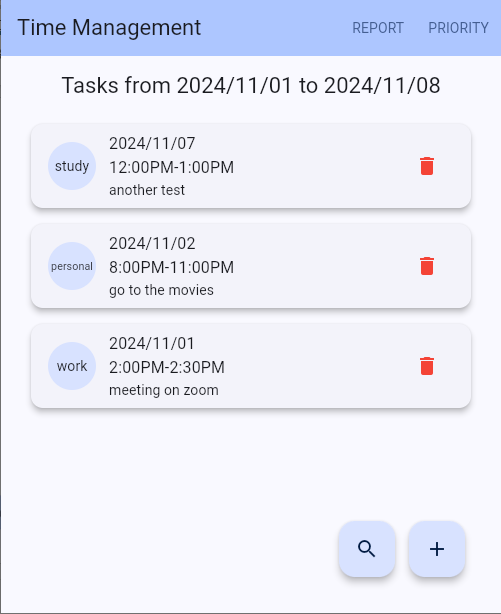 Time Management
REPORT
PRIORITY
Tasks from 2024/11/01 to 2024/11/08
study
2024/11/07
12:00PM-1:00PM
another test
personal
2024/11/02
8:00PM-11:00PM
go to the movies
work
2024/11/01
2:00PM-2:30PM
meeting on zoom